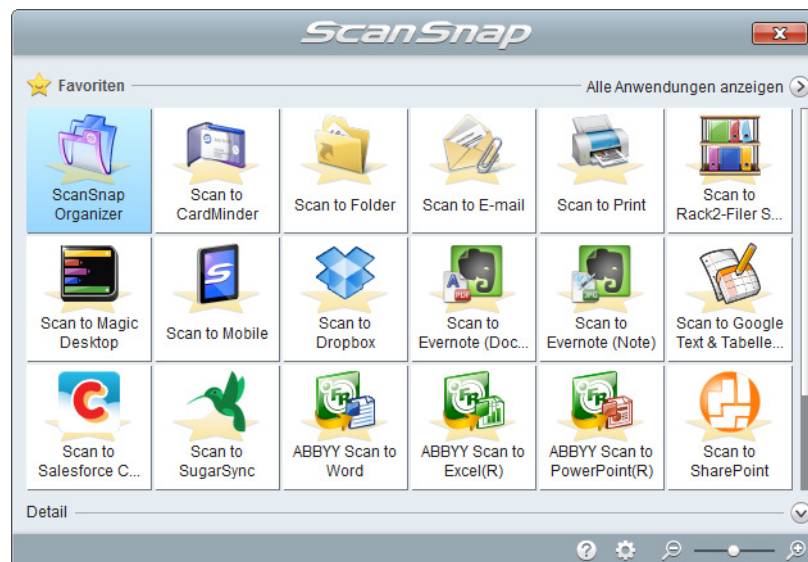 ScanSnap
Favoriten
Alle Anwendungen anzeigen
ScanSnap
Organizer
Scan to
CardMinder
Scan to Folder
Scan to E-mail
Scan to Print
Scan to
Rack2-Filer S...
Scan to Magic
Desktop
Scan to Mobile
Scan to
Dropbox
Scan to
Evernote (Doc...
Scan to
Evernote (Note)
Scan to Google
Text & Tabelle...
Scan to
Salesforce C...
Scan to
SugarSync
ABBYY Scan to
Word
ABBYY Scan to
Excel(R)
ABBYY Scan to
PowerPoint(R)
Scan to
SharePoint
Detail